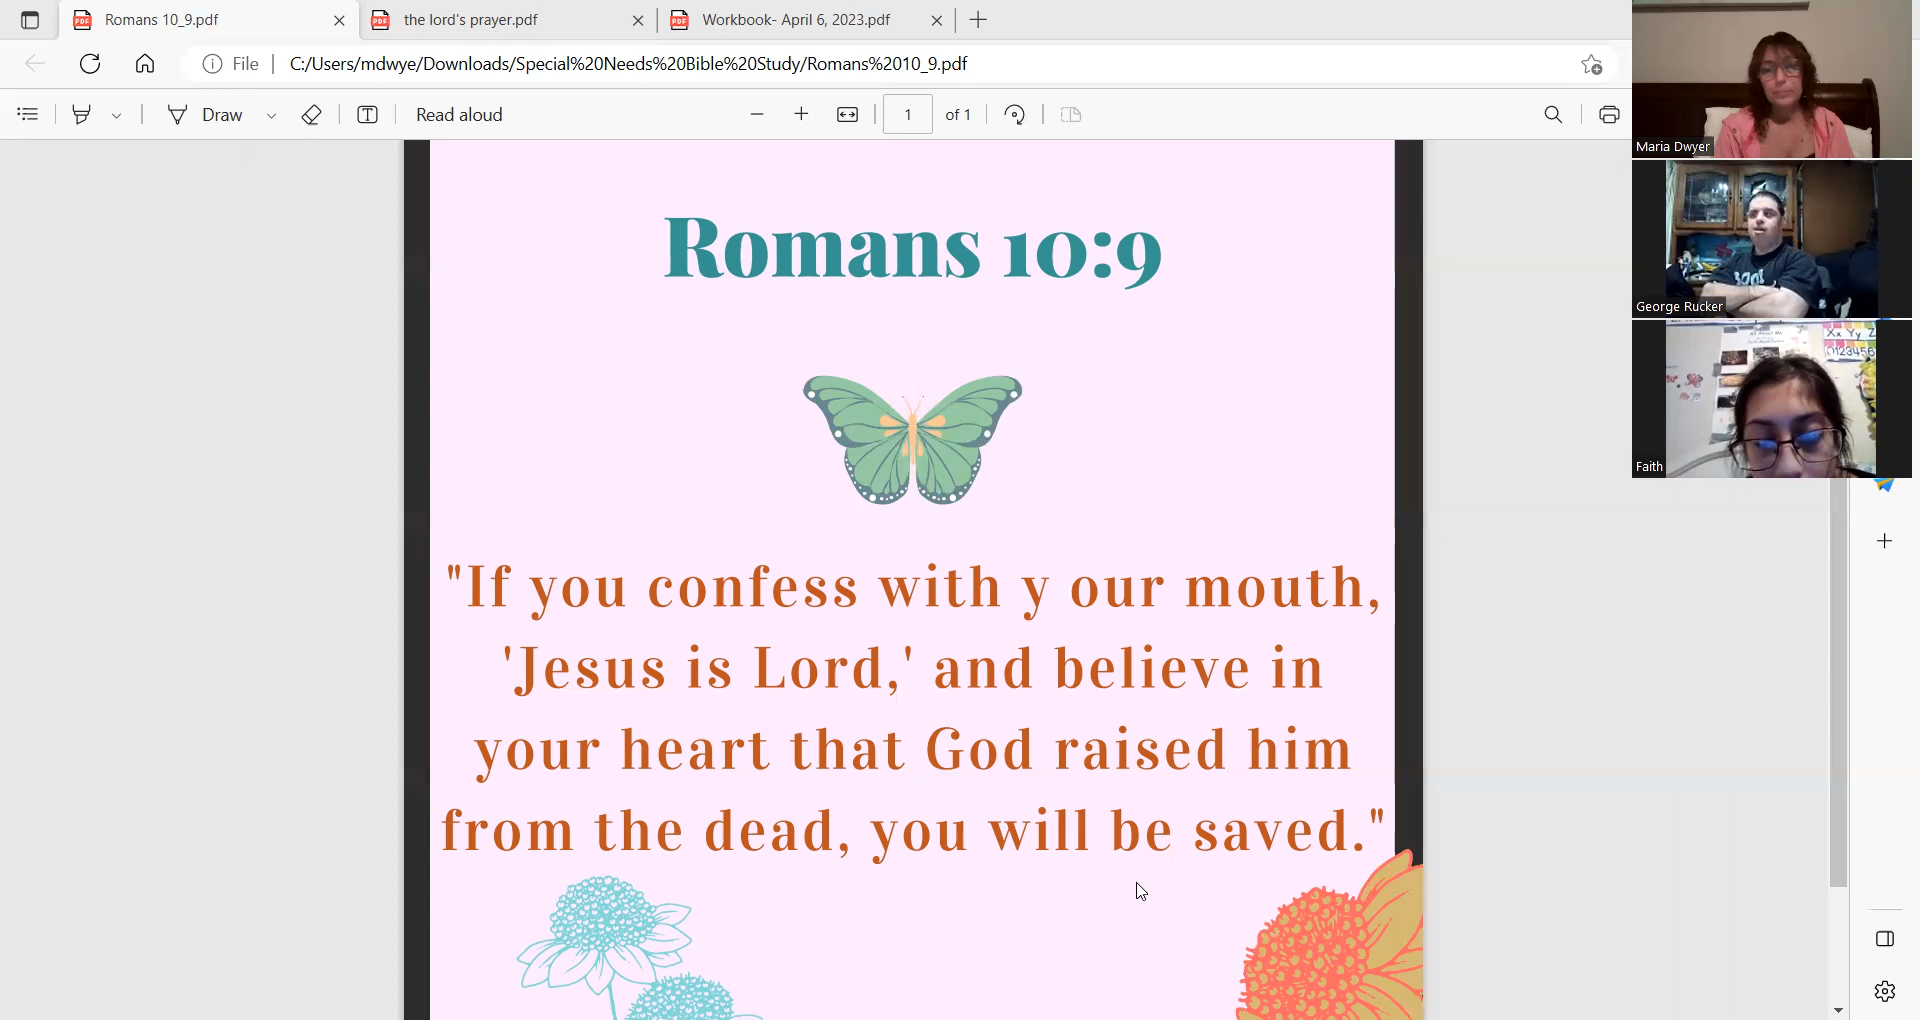 Romans 10_9.pdf
the lord's prayer.pdf
Workbook- April 6, 2023.pdf
File
C:/Users/mdwye/Downloads/Special%20Needs%20Bible%20Study/Romans%2010_9.pdf
Draw
Read aloud
1
of 1
Romans 10:9
"If you confess with y our mouth,
'Jesus is Lord,' and believe in
your heart that God raised him
from the dead, you will be saved."
Maria Dwyer
George Rucker
Xx Yy Z
0123456
Faith